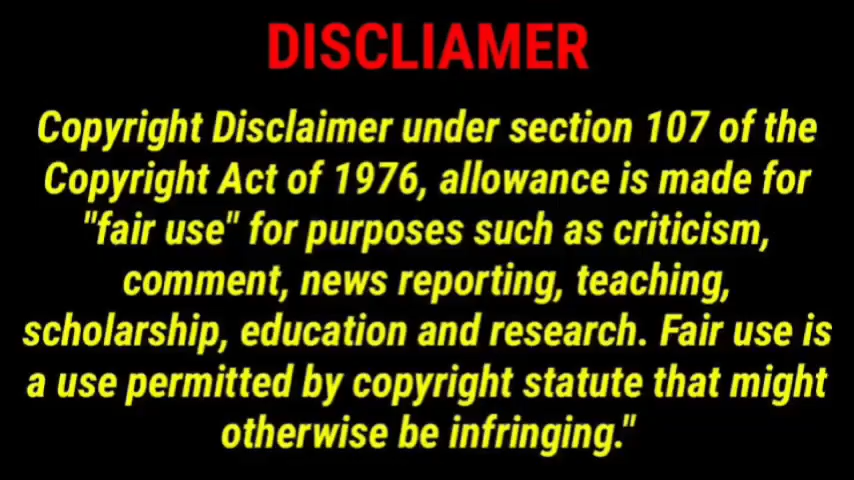 DISCLIAMER
Copyright Disclaimer under section 107 of the
Copyright Act of 1976, allowance is made for
"fair use" for purposes such as criticism,
comment, news reporting, teaching,
scholarship, education and research. Fair use is
a use permitted by copyright statute that might
otherwise be infringing."